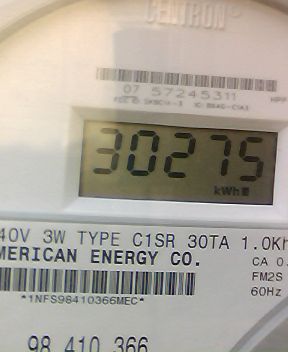 CENTRON®
07 57245311
30275
kWh
40V 3W TYPE C1SR 30TA 1.0Kh
MERICAN ENERGY CO.
CA 0.
FM2S
60Hz
*1NFS98410366MEC*
98 410 366